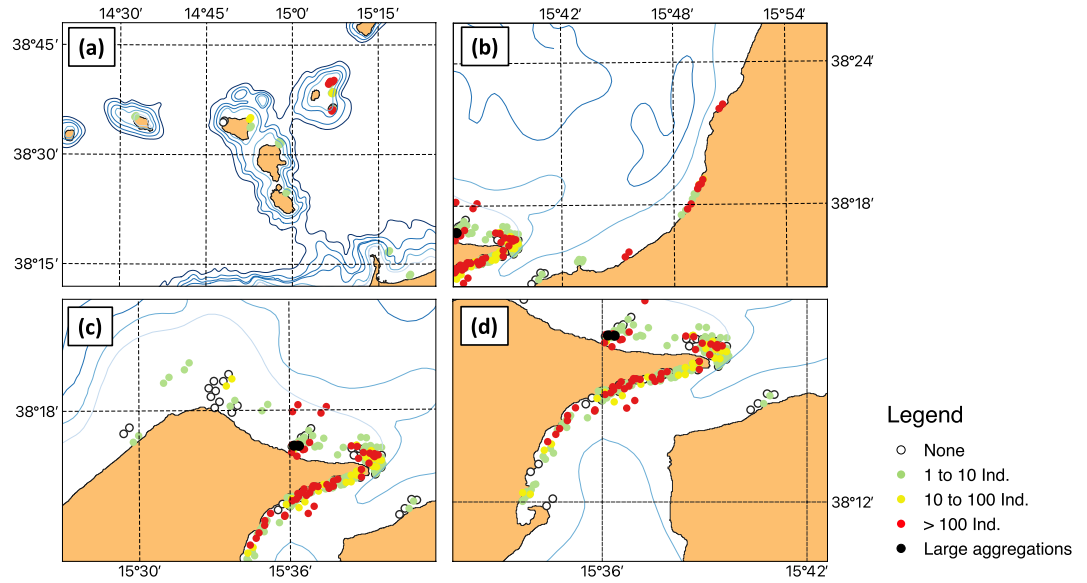 14°30′ 14°45′ 15°0′ 15°15′
15°42′ 15°48′ 15°54′
38°45′
(a)
(b)
38°24′
38°30′
38°18′
38°15′
(c)
(d)
38°18′
38°12′
15°30′ 15°36′
15°36′ 15°42′
Legend
None
1 to 10 Ind.
10 to 100 Ind.
> 100 Ind.
Large aggregations